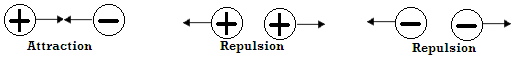 + − + + − −
Attraction Repulsion Repulsion